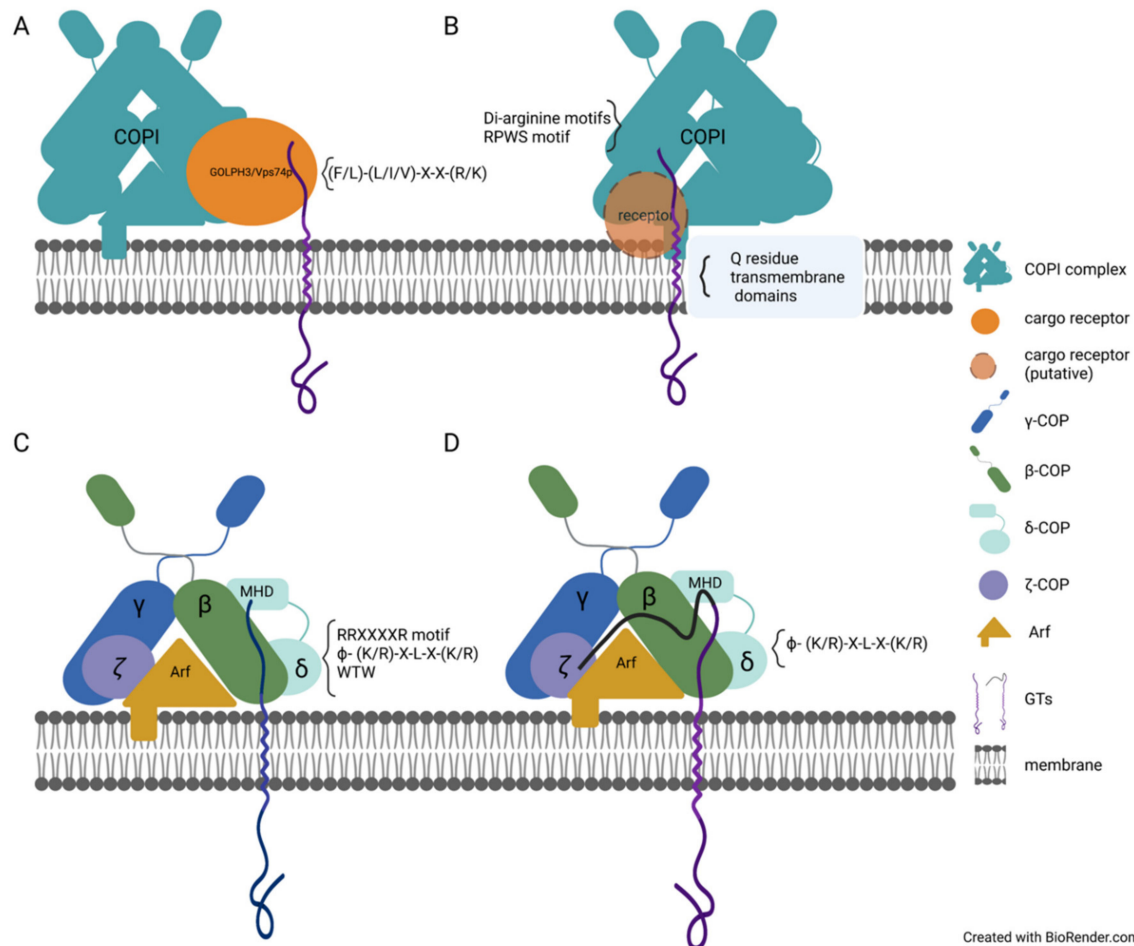 A
COPI
GOLPH3/Vps74p
(F/L)-(L/I/V)-X-X-(R/K)
B
Di-arginine motifs
RPWS motif
COPI
receptor
Q residue
transmembrane
domains
COPI complex
cargo receptor
cargo receptor
(putative)
γ-COP
β-COP
δ-COP
ζ-COP
Arf
GTs
membrane
C
γ
β
MHD
ζ
Arf
δ
RRXXXXR motif
ϕ- (K/R)-X-L-X-(K/R)
WTW
D
γ
β
MHD
ζ
Arf
δ
ϕ- (K/R)-X-L-X-(K/R)
Created with BioRender.com